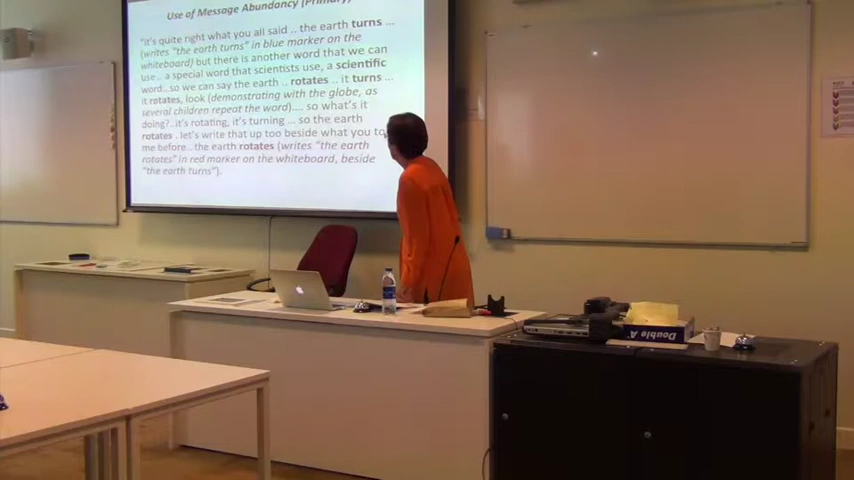 Use of Message Abundancy (Primary)
"it's quite right what you all said .. the earth turns ...
(writes "the earth turns" in blue marker on the
whiteboard) but there is another word that we can
use.. a special word that scientists use, a scientific
word...so we can say the earth .. rotates .. it turns ...
it rotates, look (demonstrating with the globe, as
several children repeat the word).... so what's it
doing? ..it's rotating, it's turning ... so the earth
rotates .. let's write that up too beside what you to
me before... the earth rotates (writes "the earth
rotates" in red marker on the whiteboard, beside
"the earth turns").
Double A